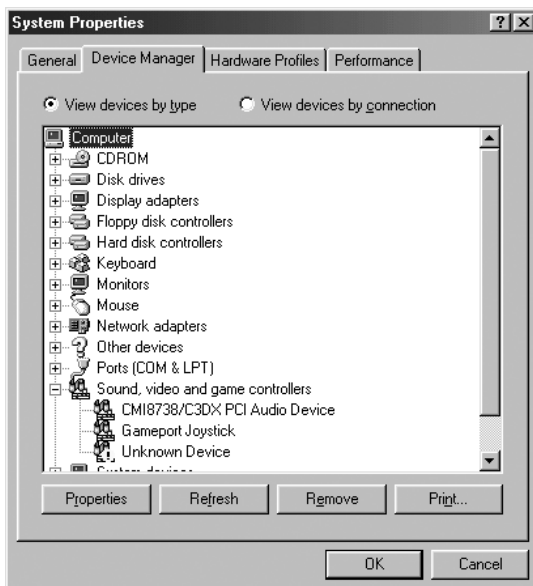 System Properties
General Device Manager Hardware Profiles Performance
View devices by type View devices by connection
Computer
CDROM
Disk drives
Display adapters
Floppy disk controllers
Hard disk controllers
Keyboard
Monitors
Mouse
Network adapters
Other devices
Ports (COM & LPT)
Sound, video and game controllers
CMI8738/C3DX PCI Audio Device
Gameport Joystick
Unknown Device
System devices
Properties Refresh Remove Print...
OK Cancel